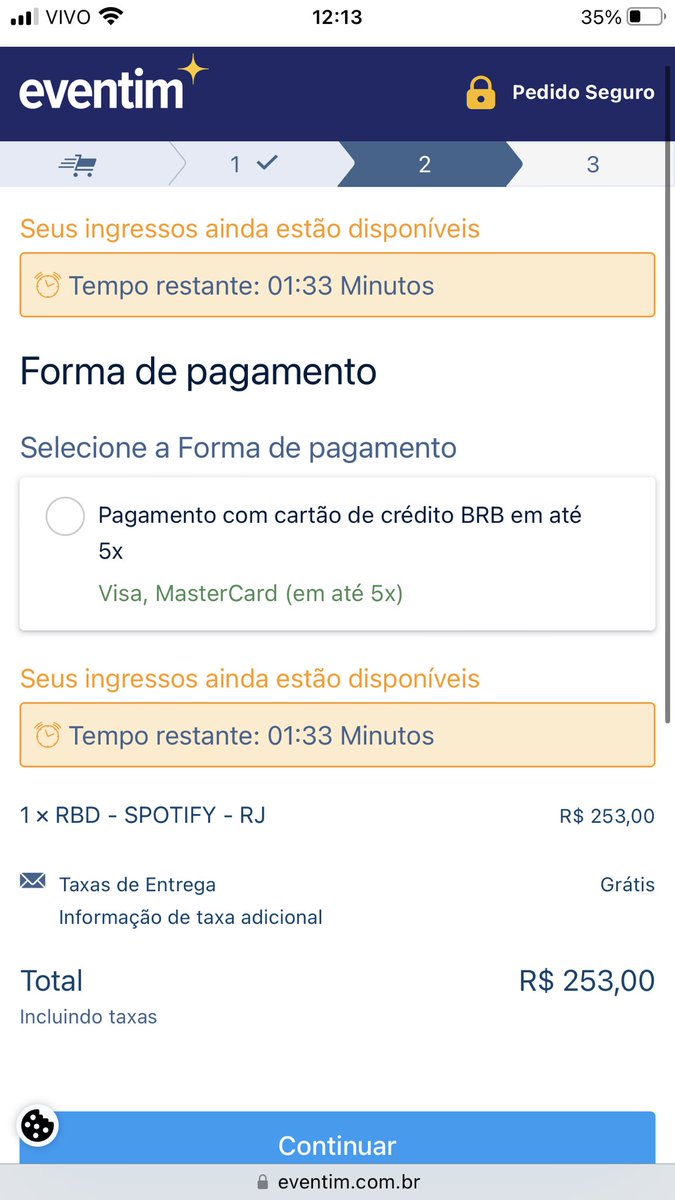 VIVO 12:13 35%
eventim Pedido Seguro
1 2 3
Seus ingressos ainda estão disponíveis
Tempo restante: 01:33 Minutos
Forma de pagamento
Selecione a Forma de pagamento
Pagamento com cartão de crédito BRB em até
5x
Visa, MasterCard (em até 5x)
Seus ingressos ainda estão disponíveis
Tempo restante: 01:33 Minutos
1 × RBD - SPOTIFY - RJ R$ 253,00
Taxas de Entrega Grátis
Informação de taxa adicional
Total R$ 253,00
Incluindo taxas
Continuar
eventim.com.br